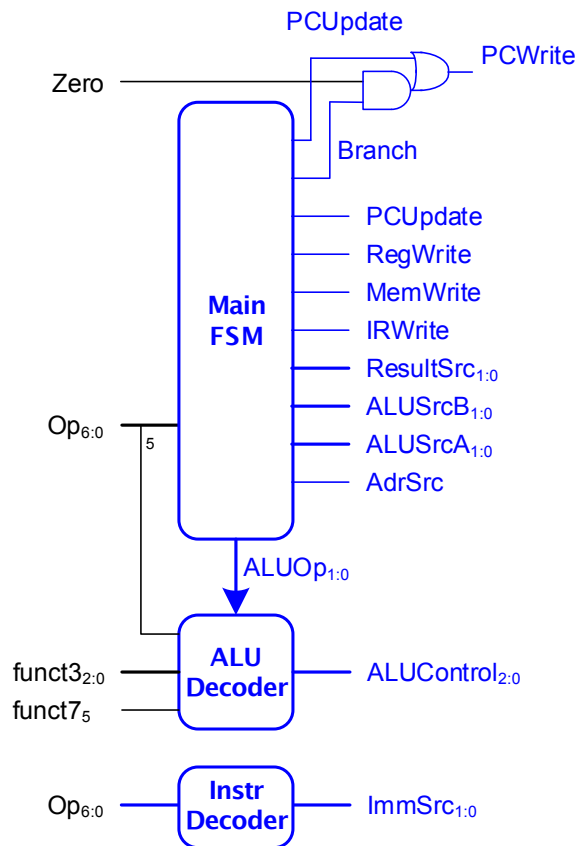 PCUpdate
PCWrite
Zero
Branch
PCUpdate
RegWrite
MemWrite
Main
FSM
IRWrite
ResultSrc1:0
ALUSrcB1:0
Op6:0
5
ALUSrcA1:0
AdrSrc
ALUOp1:0
funct32:0
ALU
Decoder
ALUControl2:0
funct75
Op6:0
Instr
Decoder
ImmSrc1:0